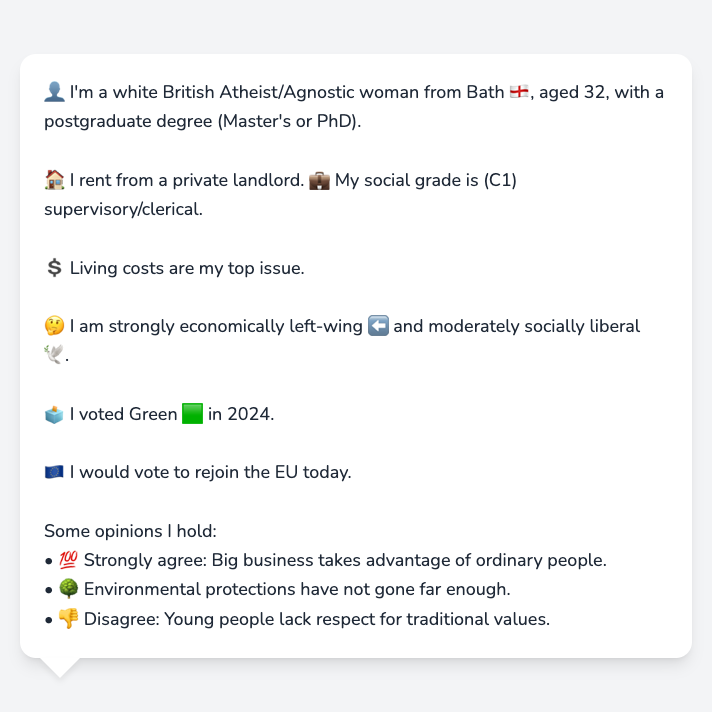 👤 I'm a white British Atheist/Agnostic woman from Bath 🏴󠁧󠁢󠁥󠁮󠁧󠁿, aged 32, with a
postgraduate degree (Master's or PhD).
🏠 I rent from a private landlord. 💼 My social grade is (C1)
supervisory/clerical.
💲 Living costs are my top issue.
🤔 I am strongly economically left-wing ⬅️ and moderately socially liberal
🕊️.
🗳️ I voted Green 🟩 in 2024.
🇪🇺 I would vote to rejoin the EU today.
Some opinions I hold:
• 💯 Strongly agree: Big business takes advantage of ordinary people.
• 🌳 Environmental protections have not gone far enough.
• 👎 Disagree: Young people lack respect for traditional values.